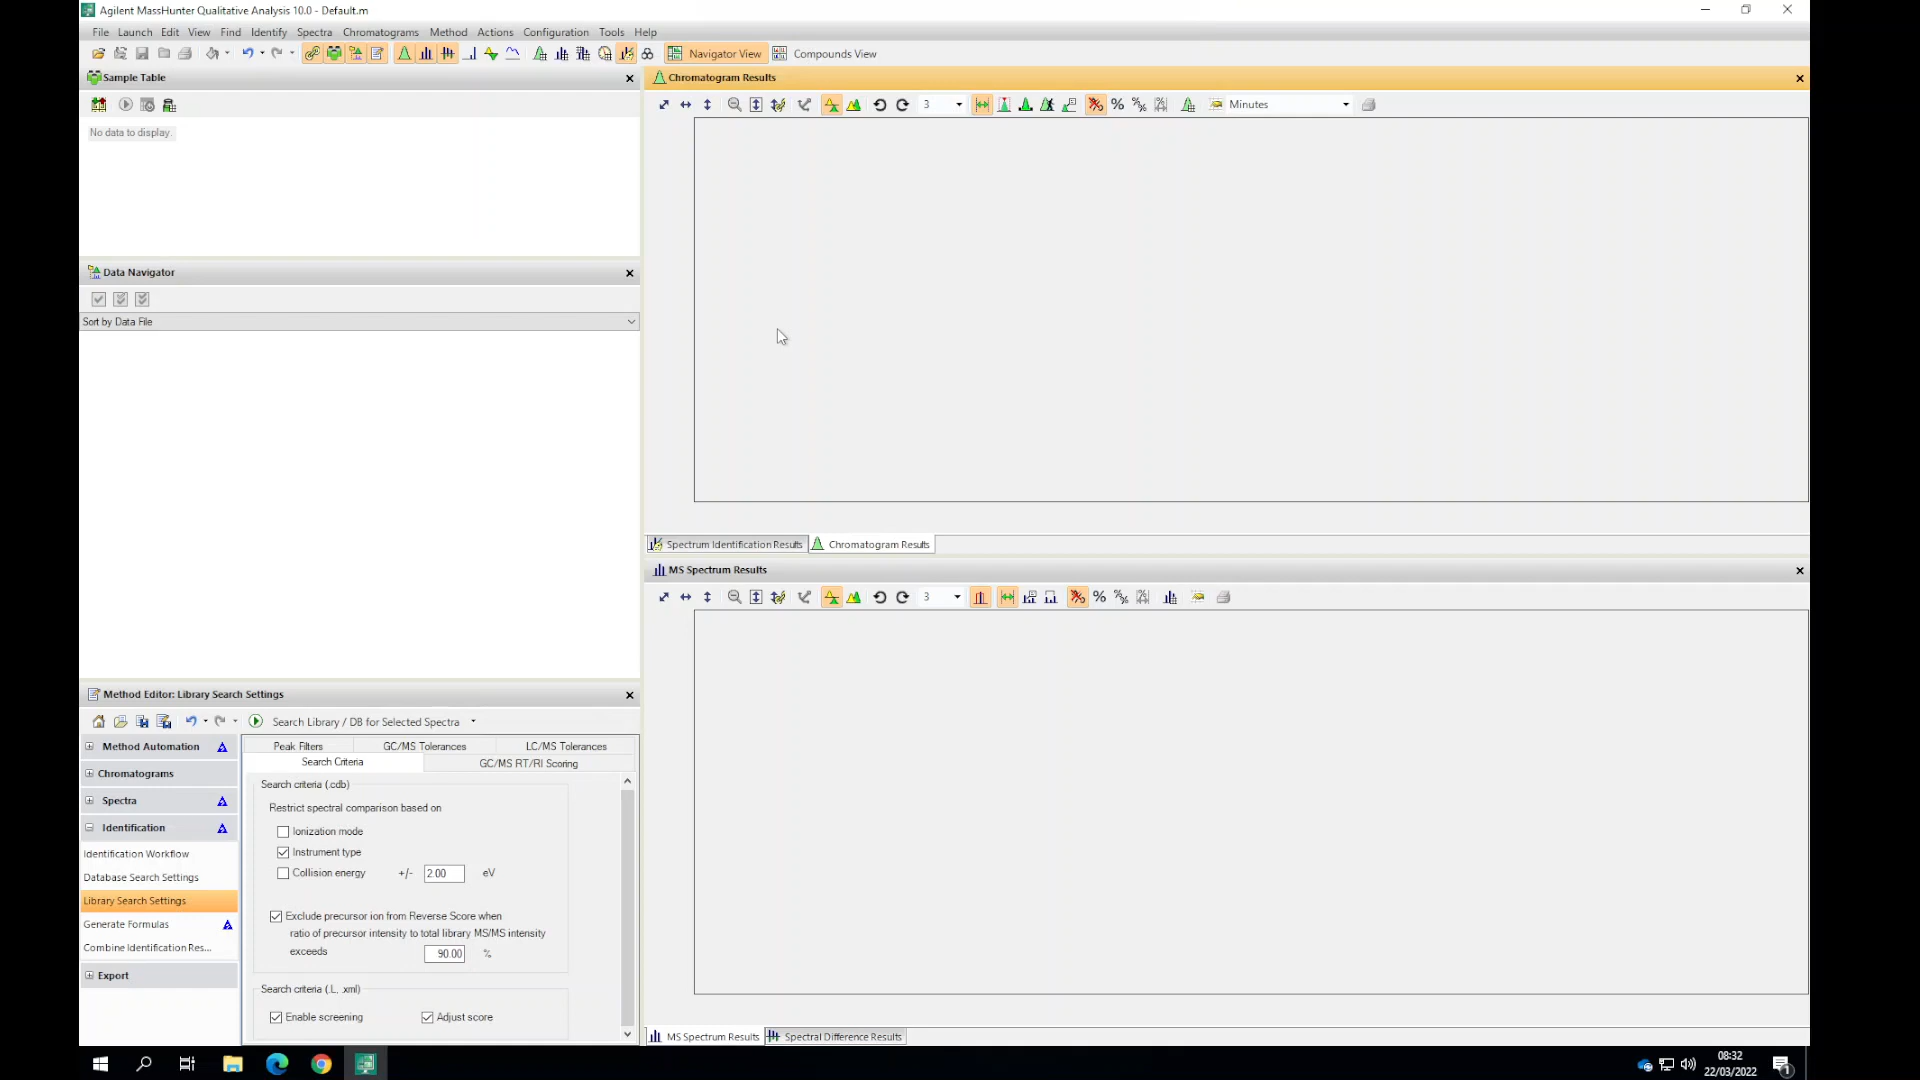 Agilent MassHunter Qualitative Analysis 10.0 - Default.m
File Launch Edit View Find Identify Spectra Chromatograms Method Actions Configuration Tools Help
Navigator View Compounds View
Sample Table
No data to display.
Data Navigator
Sort by Data File
Chromatogram Results
3
Minutes
Spectrum Identification Results Chromatogram Results
MS Spectrum Results
3
MS Spectrum Results Spectral Difference Results
Method Editor: Library Search Settings
Search Library / DB for Selected Spectra
Method Automation
Chromatograms
Spectra
Identification
Identification Workflow
Database Search Settings
Library Search Settings
Generate Formulas
Combine Identification Res...
Export
Peak Filters GC/MS Tolerances LC/MS Tolerances
Search Criteria GC/MS RT/RI Scoring
Search criteria (.cdb)
Restrict spectral comparison based on
Ionization mode
Instrument type
Collision energy +/- 2.00 eV
Exclude precursor ion from Reverse Score when
ratio of precursor intensity to total library MS/MS intensity
exceeds 90.00 %
Search criteria (.L, .xml)
Enable screening Adjust score
08:32
22/03/2022
1